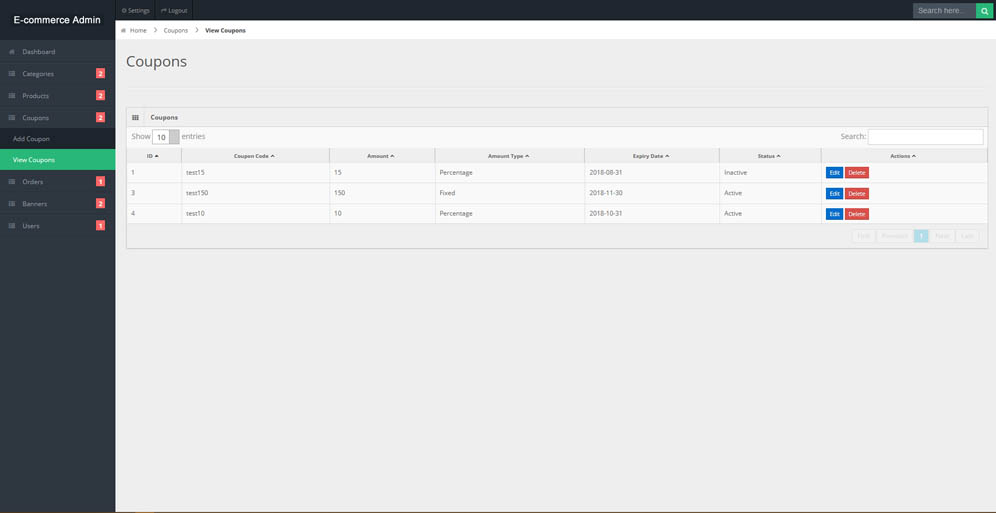 E-commerce Admin
Settings Logout
Search here...
Home Coupons View Coupons
Dashboard
Categories 2
Products 2
Coupons 2
Add Coupon
View Coupons
Orders 1
Banners 2
Users 1
Coupons
Coupons
Show 10 entries Search:
ID Coupon Code Amount Amount Type Expiry Date Status Actions
1 test15 15 Percentage 2018-08-31 Inactive Edit Delete
3 test150 150 Fixed 2018-11-30 Active Edit Delete
4 test10 10 Percentage 2018-10-31 Active Edit Delete
First Previous 1 Next Last